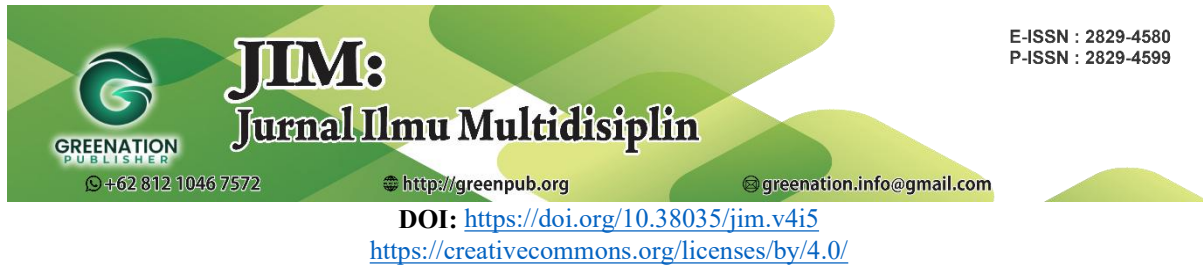 E-ISSN : 2829-4580
P-ISSN : 2829-4599
JIM:
Jurnal Ilmu Multidisiplin
GREENATION
PUBLISHER
+62 812 1046 7572
http://greenpub.org
greenation.info@gmail.com
DOI: https://doi.org/10.38035/jim.v4i5
https://creativecommons.org/licenses/by/4.0/